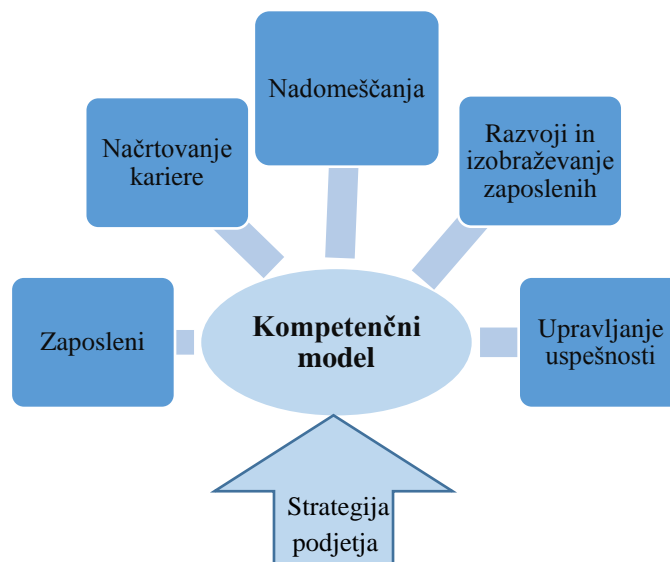 Nadomeščanja
Načrtovanje
kariere
Razvoji in
izobraževanje
zaposlenih
Zaposleni
Kompetenčni
model
Upravljanje
uspešnosti
Strategija
podjetja